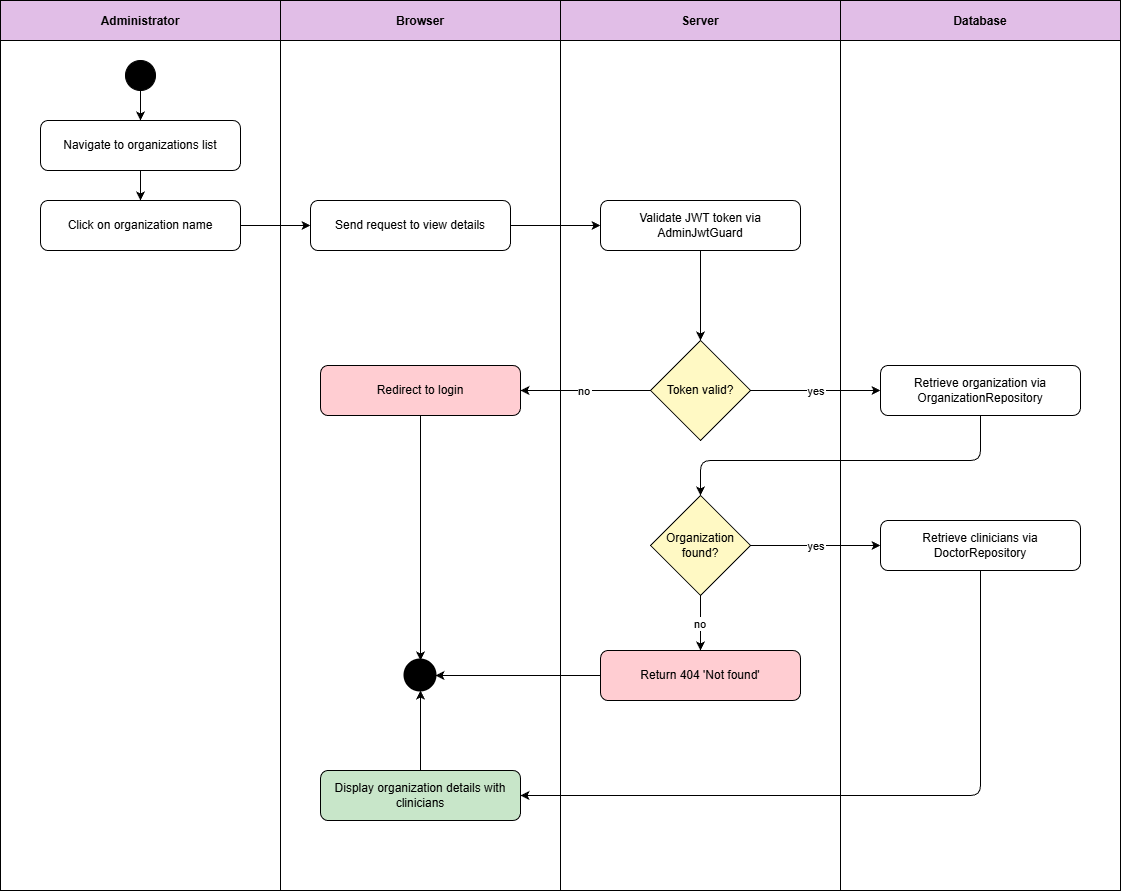 Administrator
Browser
Server
Database
Navigate to organizations list
Click on organization name
Send request to view details
Validate JWT token via
AdminJwtGuard
Redirect to login
no
Token valid?
yes
Retrieve organization via
OrganizationRepository
Organization
found?
yes
Retrieve clinicians via
DoctorRepository
no
Return 404 'Not found'
Display organization details with
clinicians